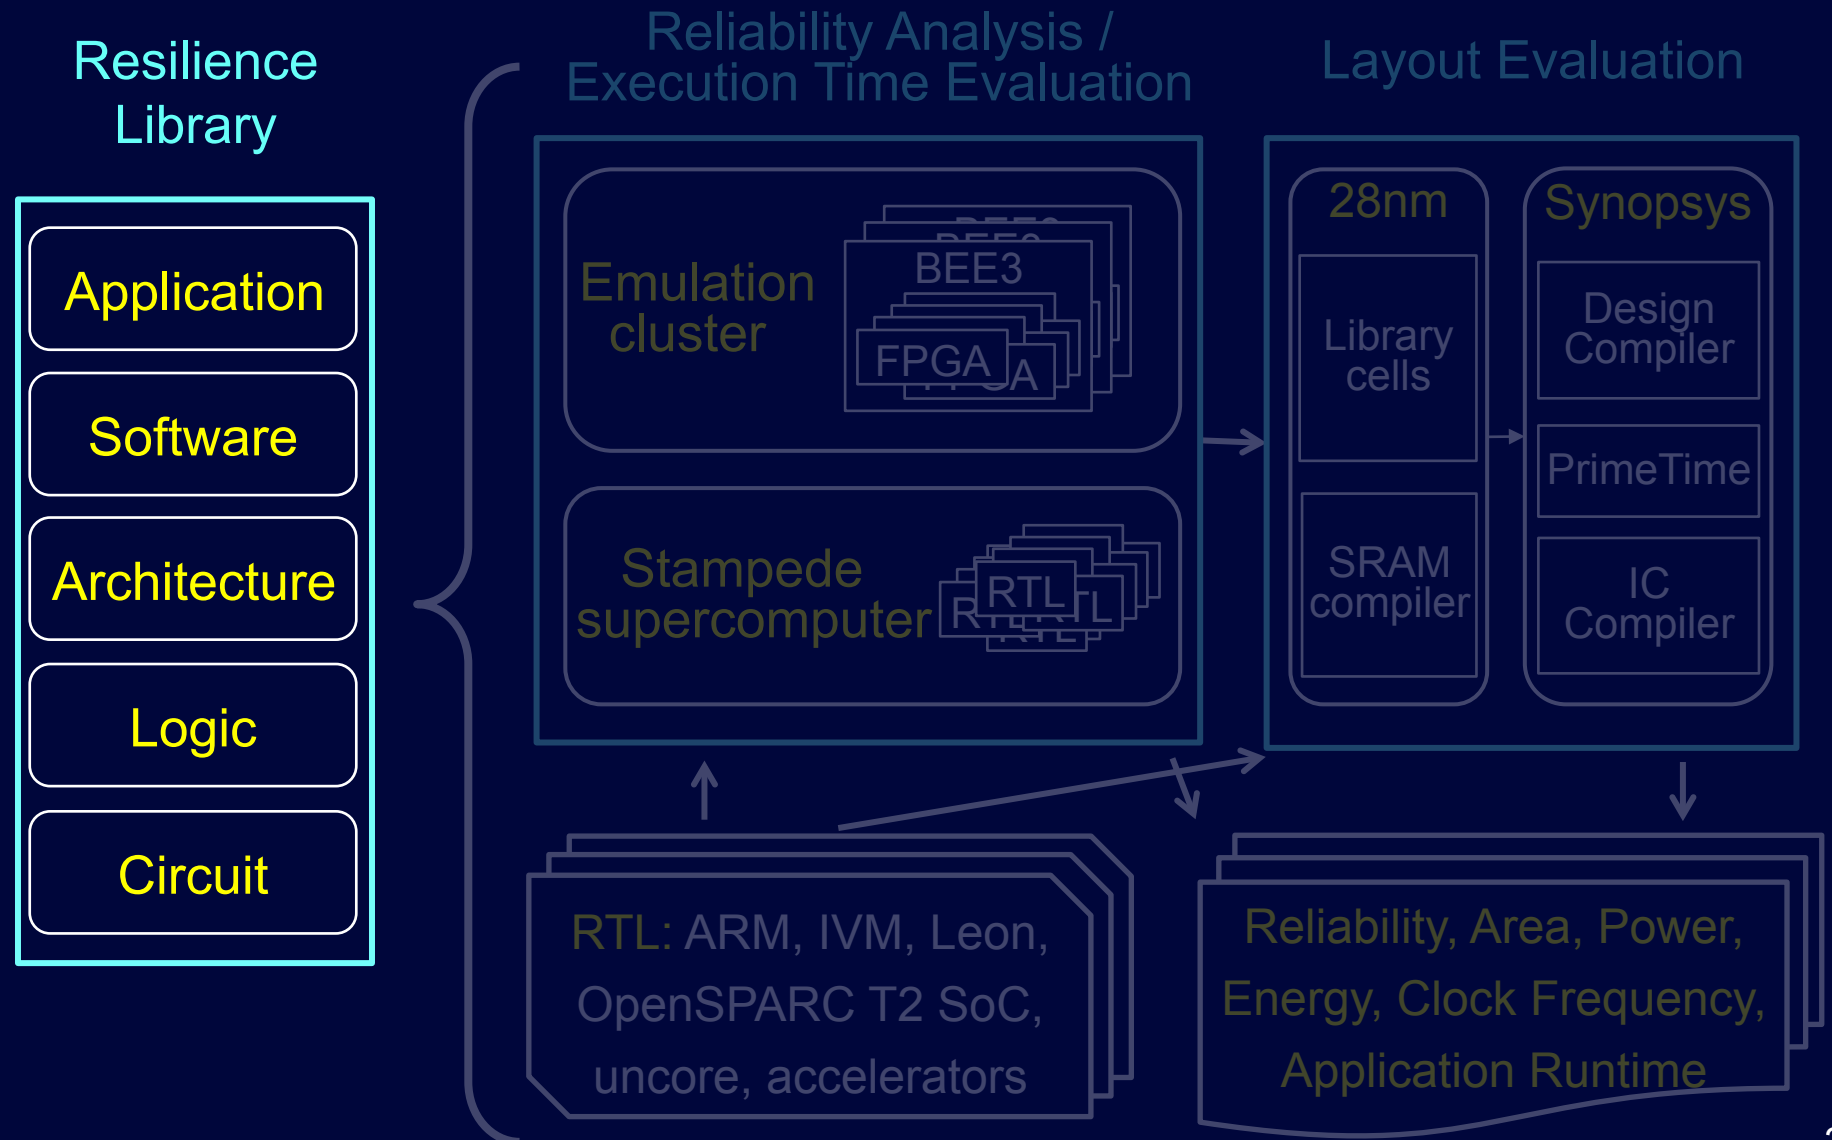 Resilience
Library
Application
Software
Architecture
Logic
Circuit
Reliability Analysis /
Execution Time Evaluation
Emulation
cluster
BEE3
FPGA
Stampede
supercomputer
RTL
Layout Evaluation
28nm
Library
cells
SRAM
compiler
Synopsys
Design
Compiler
PrimeTime
IC
Compiler
RTL: ARM, IVM, Leon,
OpenSPARC T2 SoC,
uncore, accelerators
Reliability, Area, Power,
Energy, Clock Frequency,
Application Runtime